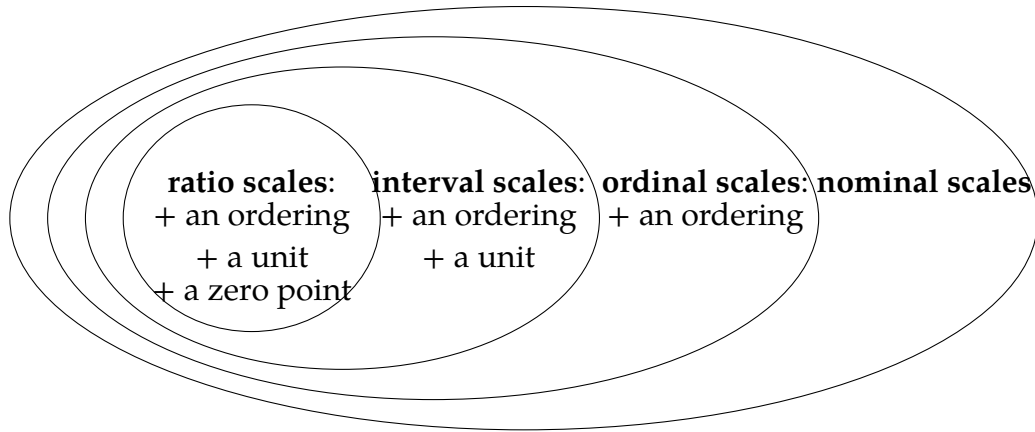 ratio scales:
+ an ordering
+ a unit
+ a zero point
interval scales:
+ an ordering
+ a unit
ordinal scales:
+ an ordering
nominal scales